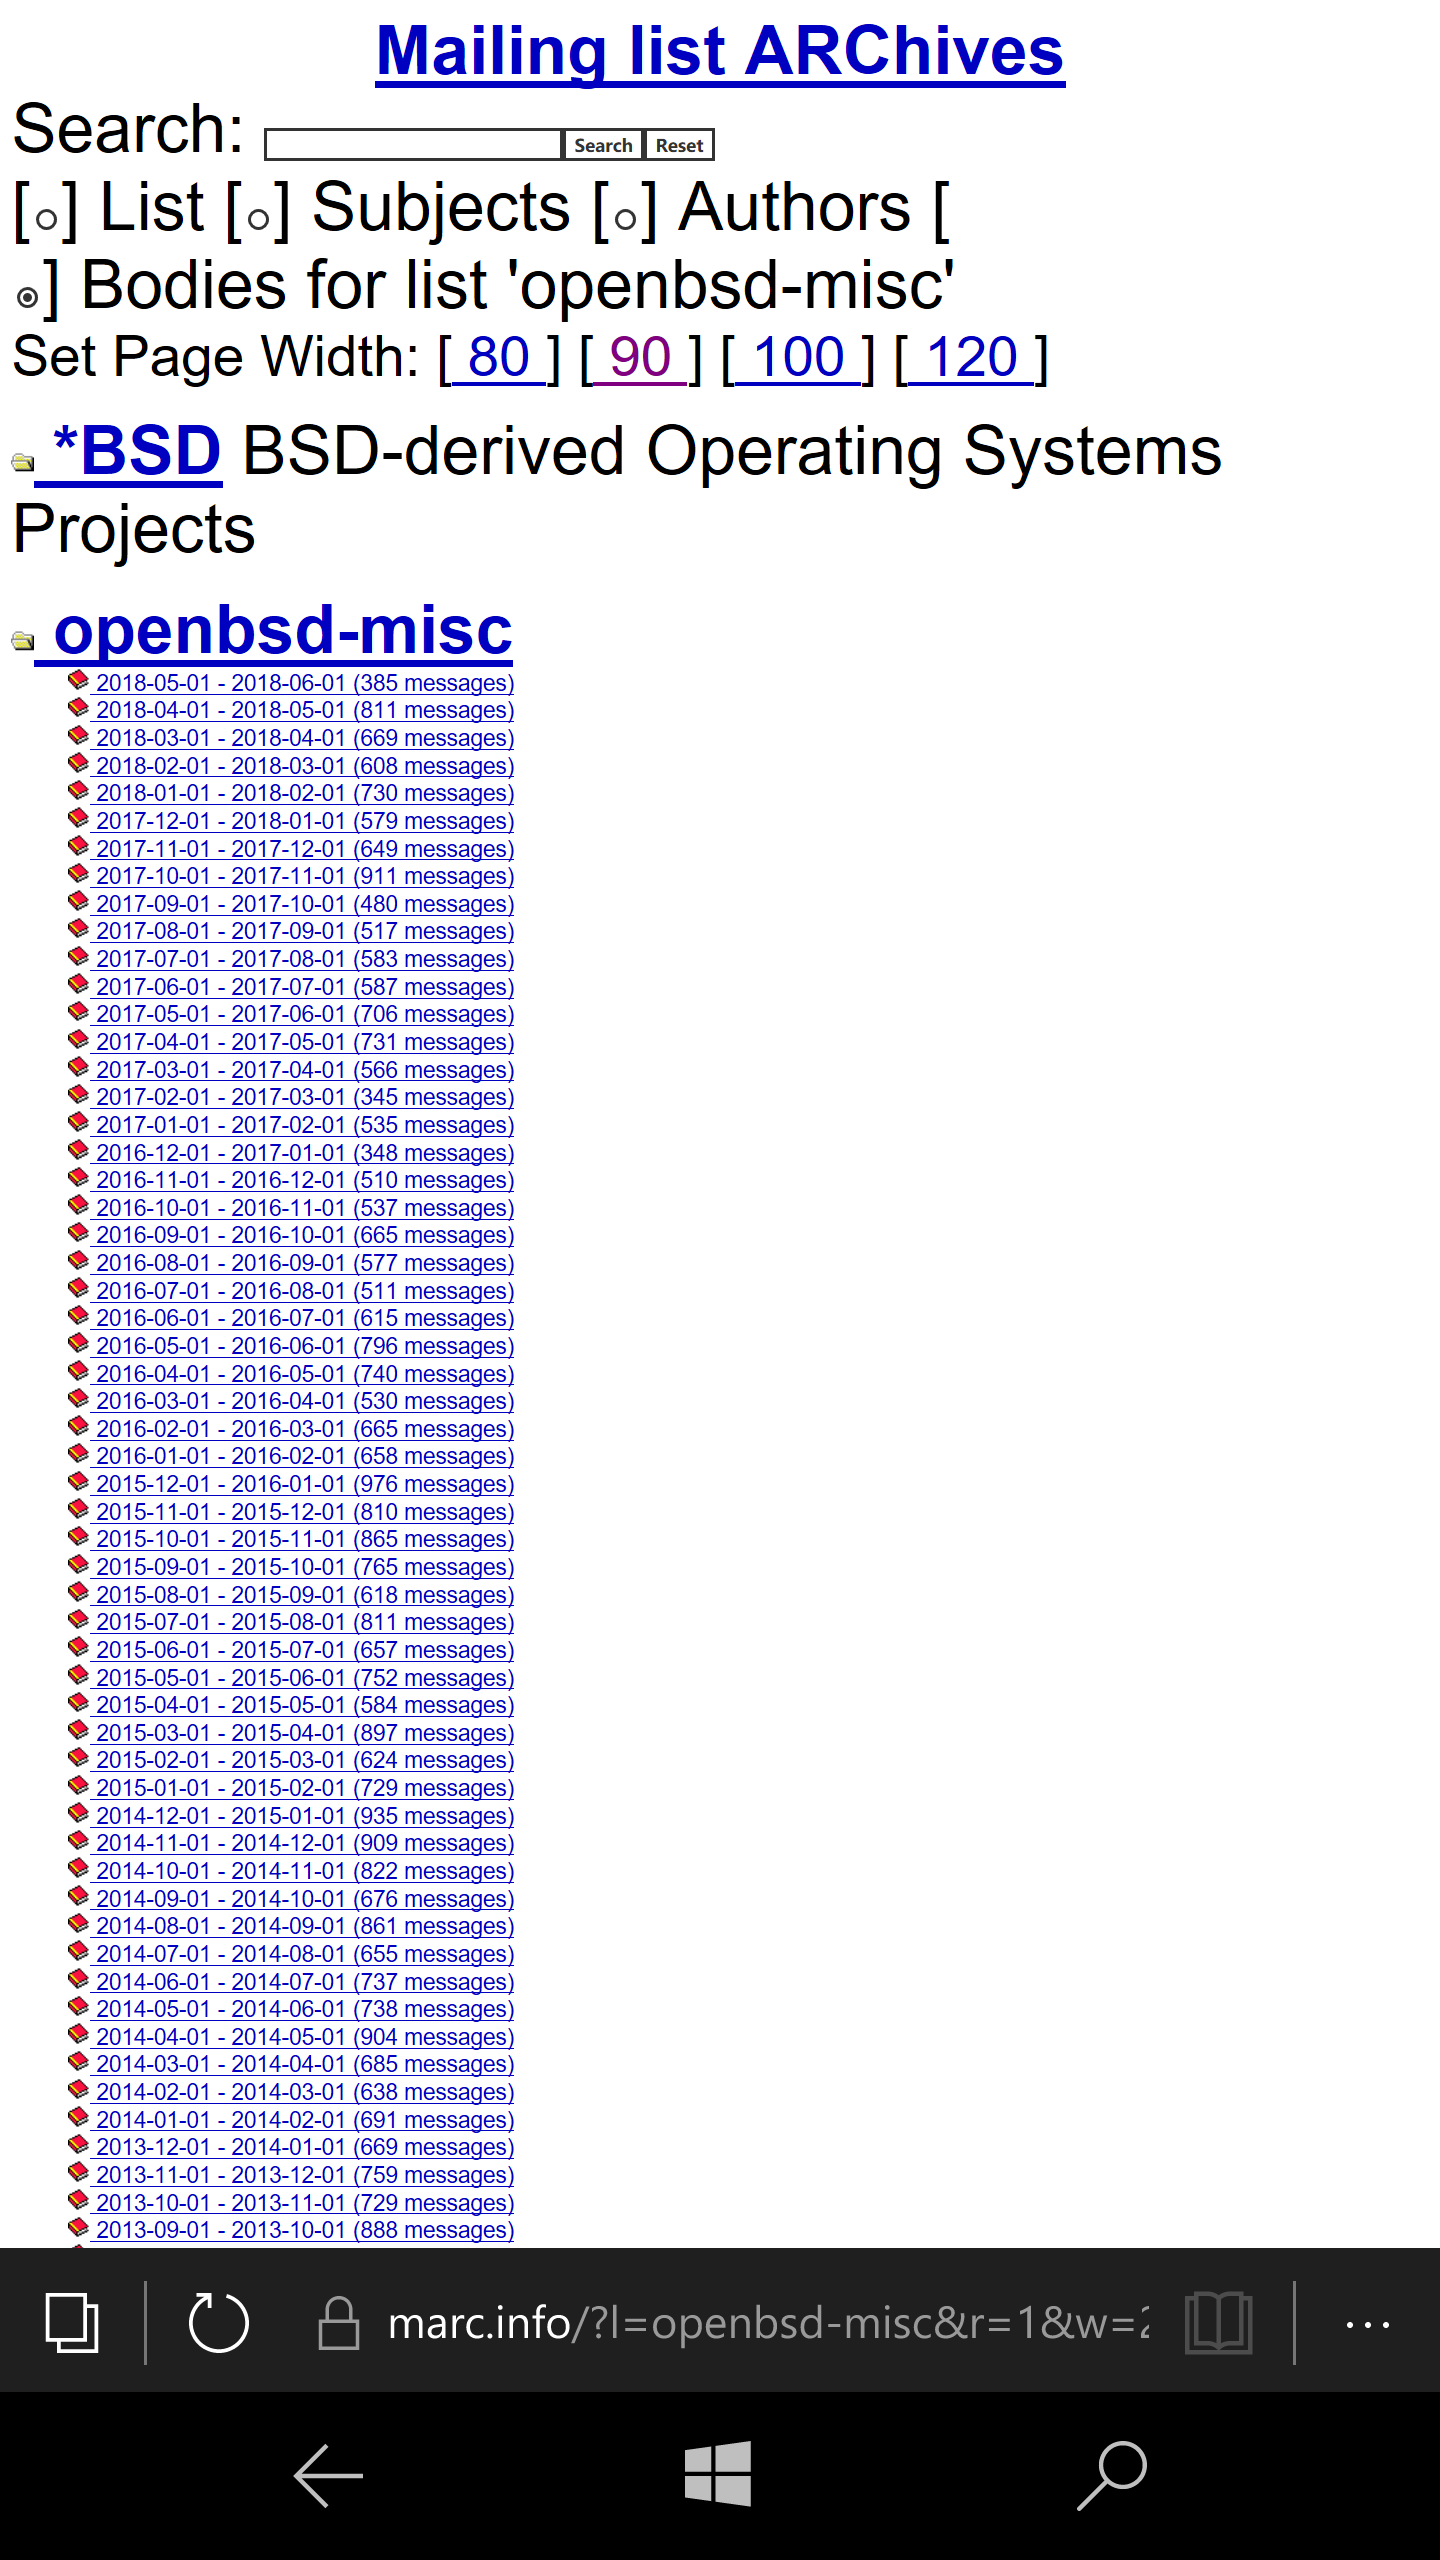 Mailing list ARChives
Search: Search Reset
[ ] List [ ] Subjects [ ] Authors [
] Bodies for list 'openbsd-misc'
Set Page Width: [ 80 ] [ 90 ] [ 100 ] [ 120 ]
*BSD BSD-derived Operating Systems
Projects
openbsd-misc
2018-05-01 - 2018-06-01 (385 messages)
2018-04-01 - 2018-05-01 (811 messages)
2018-03-01 - 2018-04-01 (669 messages)
2018-02-01 - 2018-03-01 (608 messages)
2018-01-01 - 2018-02-01 (730 messages)
2017-12-01 - 2018-01-01 (579 messages)
2017-11-01 - 2017-12-01 (649 messages)
2017-10-01 - 2017-11-01 (911 messages)
2017-09-01 - 2017-10-01 (480 messages)
2017-08-01 - 2017-09-01 (517 messages)
2017-07-01 - 2017-08-01 (583 messages)
2017-06-01 - 2017-07-01 (587 messages)
2017-05-01 - 2017-06-01 (706 messages)
2017-04-01 - 2017-05-01 (731 messages)
2017-03-01 - 2017-04-01 (566 messages)
2017-02-01 - 2017-03-01 (345 messages)
2017-01-01 - 2017-02-01 (535 messages)
2016-12-01 - 2017-01-01 (348 messages)
2016-11-01 - 2016-12-01 (510 messages)
2016-10-01 - 2016-11-01 (537 messages)
2016-09-01 - 2016-10-01 (665 messages)
2016-08-01 - 2016-09-01 (577 messages)
2016-07-01 - 2016-08-01 (511 messages)
2016-06-01 - 2016-07-01 (615 messages)
2016-05-01 - 2016-06-01 (796 messages)
2016-04-01 - 2016-05-01 (740 messages)
2016-03-01 - 2016-04-01 (530 messages)
2016-02-01 - 2016-03-01 (665 messages)
2016-01-01 - 2016-02-01 (658 messages)
2015-12-01 - 2016-01-01 (976 messages)
2015-11-01 - 2015-12-01 (810 messages)
2015-10-01 - 2015-11-01 (865 messages)
2015-09-01 - 2015-10-01 (765 messages)
2015-08-01 - 2015-09-01 (618 messages)
2015-07-01 - 2015-08-01 (811 messages)
2015-06-01 - 2015-07-01 (657 messages)
2015-05-01 - 2015-06-01 (752 messages)
2015-04-01 - 2015-05-01 (584 messages)
2015-03-01 - 2015-04-01 (897 messages)
2015-02-01 - 2015-03-01 (624 messages)
2015-01-01 - 2015-02-01 (729 messages)
2014-12-01 - 2015-01-01 (935 messages)
2014-11-01 - 2014-12-01 (909 messages)
2014-10-01 - 2014-11-01 (822 messages)
2014-09-01 - 2014-10-01 (676 messages)
2014-08-01 - 2014-09-01 (861 messages)
2014-07-01 - 2014-08-01 (655 messages)
2014-06-01 - 2014-07-01 (737 messages)
2014-05-01 - 2014-06-01 (738 messages)
2014-04-01 - 2014-05-01 (904 messages)
2014-03-01 - 2014-04-01 (685 messages)
2014-02-01 - 2014-03-01 (638 messages)
2014-01-01 - 2014-02-01 (691 messages)
2013-12-01 - 2014-01-01 (669 messages)
2013-11-01 - 2013-12-01 (759 messages)
2013-10-01 - 2013-11-01 (729 messages)
2013-09-01 - 2013-10-01 (888 messages)
marc.info/?l=openbsd-misc&r=1&w=2